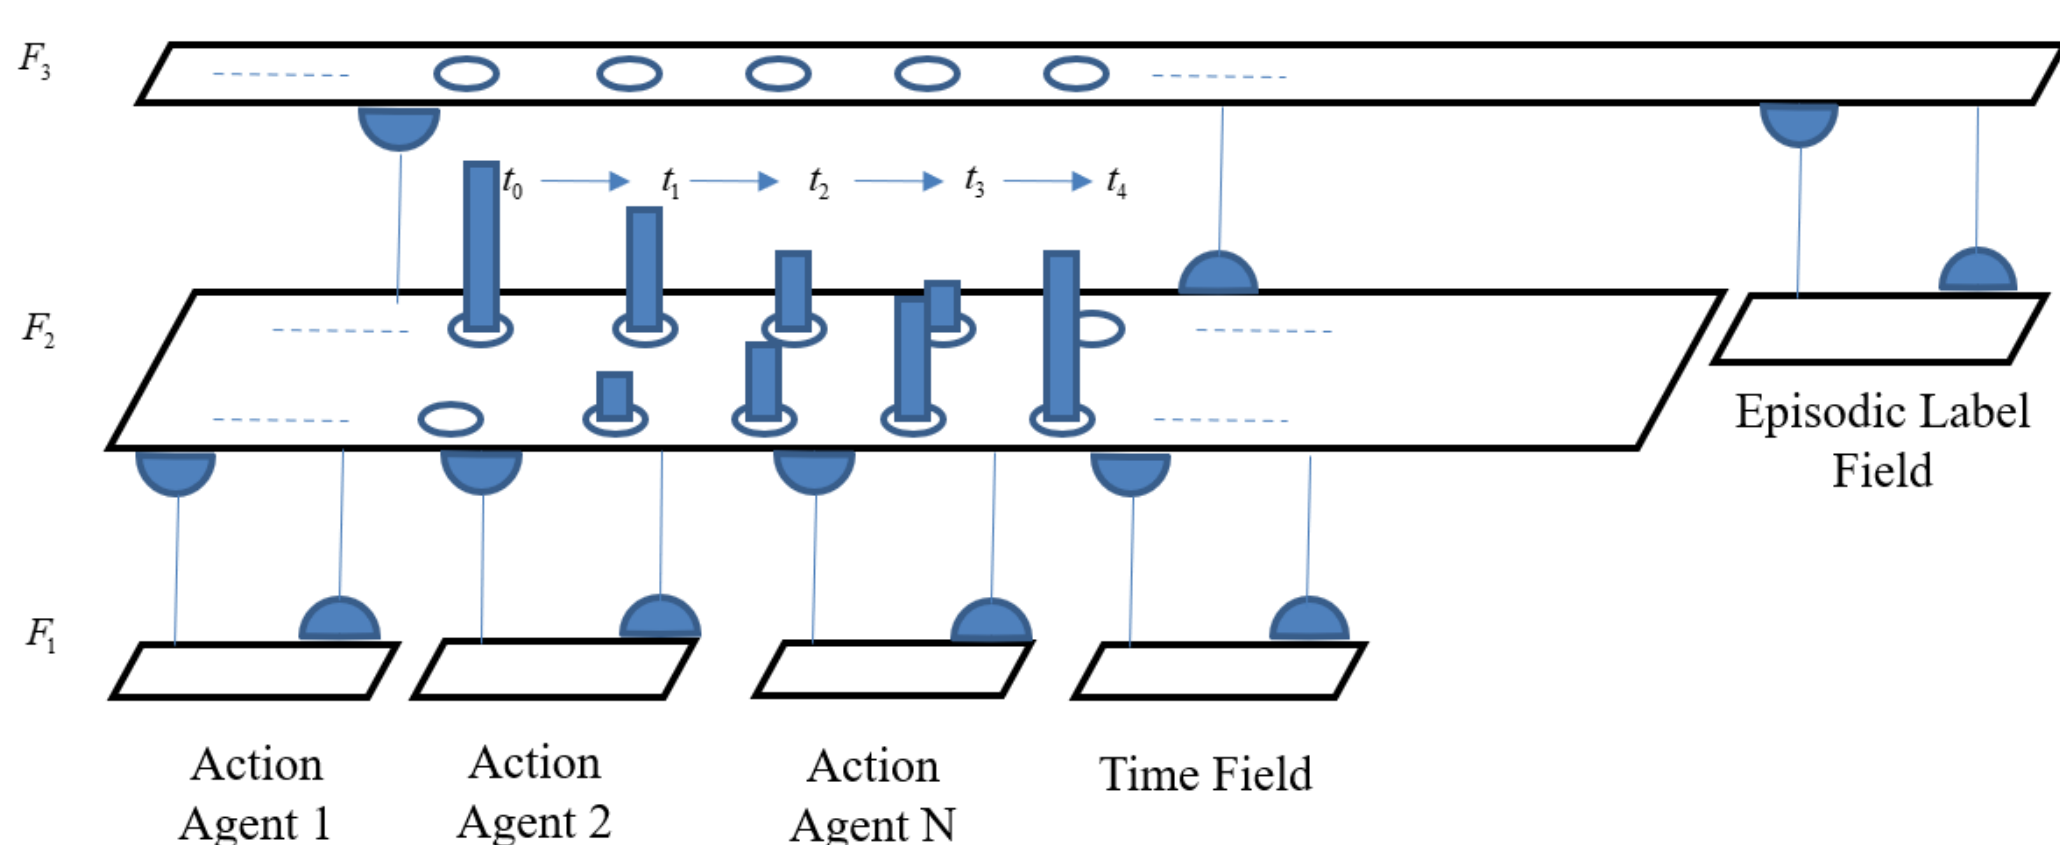 F₃
t₀ t₁ t₂ t₃ t₄
F₂
Episodic Label
Field
F₁
Action
Agent 1
Action
Agent 2
Action
Agent N
Time Field